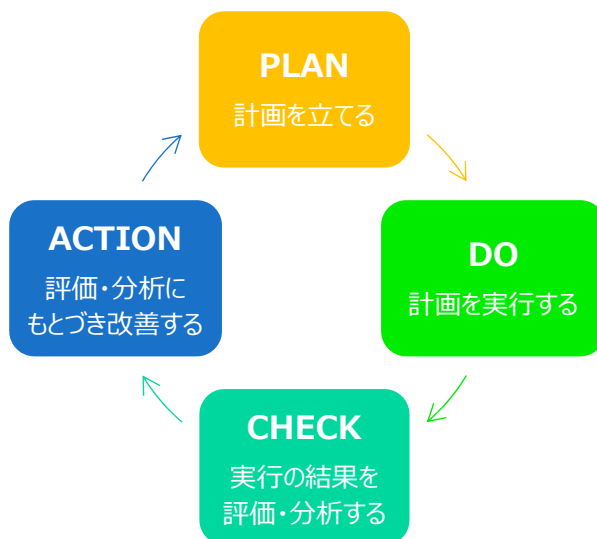 PLAN
計画を立てる
ACTION
評価・分析に
もとづき改善する
DO
計画を実行する
CHECK
実行の結果を
評価・分析する